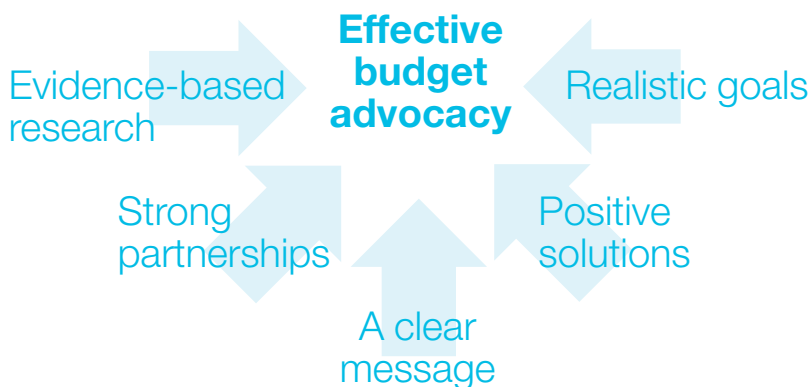 Effective
budget
advocacy
Evidence-based
research
Realistic goals
Strong
partnerships
Positive
solutions
A clear
message